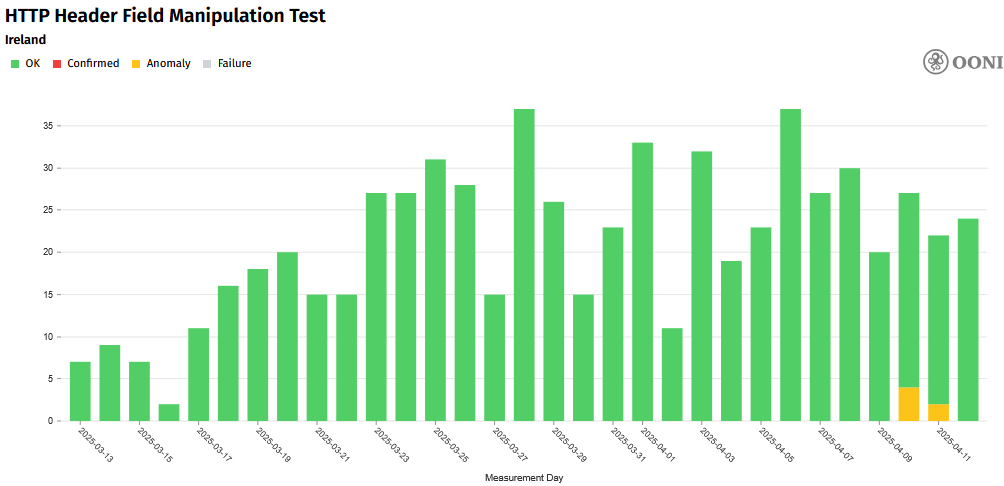 HTTP Header Field Manipulation Test
Ireland
OK Confirmed Anomaly Failure
OONI
35
30
25
20
15
10
5
0
2025-03-13 2025-03-15 2025-03-17 2025-03-19 2025-03-21 2025-03-23 2025-03-25 2025-03-27 2025-03-29 2025-03-31 2025-04-01 2025-04-03 2025-04-05 2025-04-07 2025-04-09 2025-04-11
Measurement Day